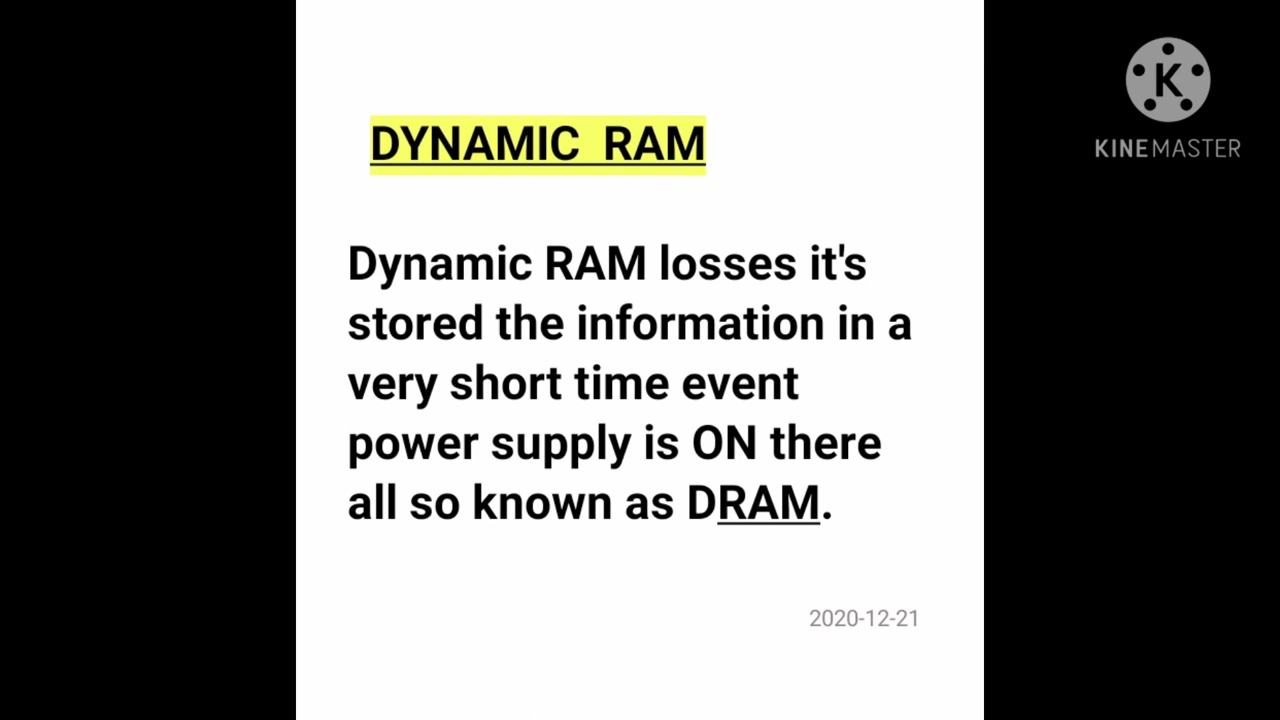 K
KINEMASTER
DYNAMIC RAM
Dynamic RAM losses it's
stored the information in a
very short time event
power supply is ON there
all so known as DRAM.
2020-12-21